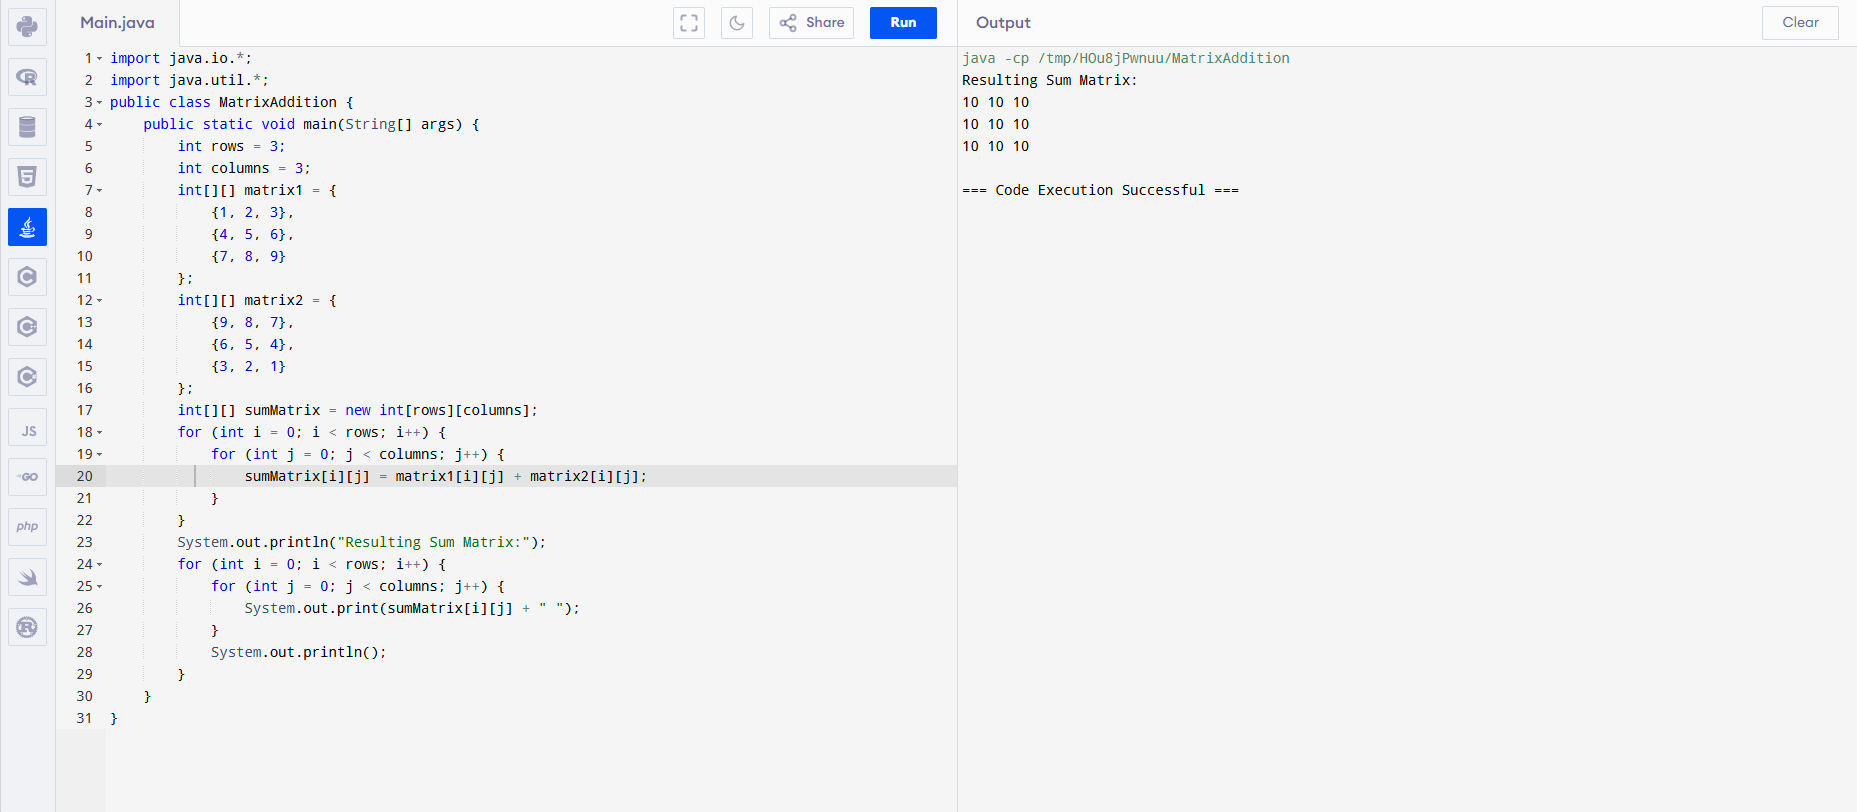 Main.java
Share
Run
Output
Clear
1 import java.io.*;
2 import java.util.*;
3 public class MatrixAddition {
4     public static void main(String[] args) {
5         int rows = 3;
6         int columns = 3;
7         int[][] matrix1 = {
8             {1, 2, 3},
9             {4, 5, 6},
10             {7, 8, 9}
11         };
12         int[][] matrix2 = {
13             {9, 8, 7},
14             {6, 5, 4},
15             {3, 2, 1}
16         };
17         int[][] sumMatrix = new int[rows][columns];
18         for (int i = 0; i < rows; i++) {
19             for (int j = 0; j < columns; j++) {
20                 sumMatrix[i][j] = matrix1[i][j] + matrix2[i][j];
21             }
22         }
23         System.out.println("Resulting Sum Matrix:");
24         for (int i = 0; i < rows; i++) {
25             for (int j = 0; j < columns; j++) {
26                 System.out.print(sumMatrix[i][j] + " ");
27             }
28             System.out.println();
29         }
30     }
31 }
java -cp /tmp/HOu8jPwnuu/MatrixAddition
Resulting Sum Matrix:
10 10 10
10 10 10
10 10 10
=== Code Execution Successful ===
R
5
C
C
C
JS
GO
php
R